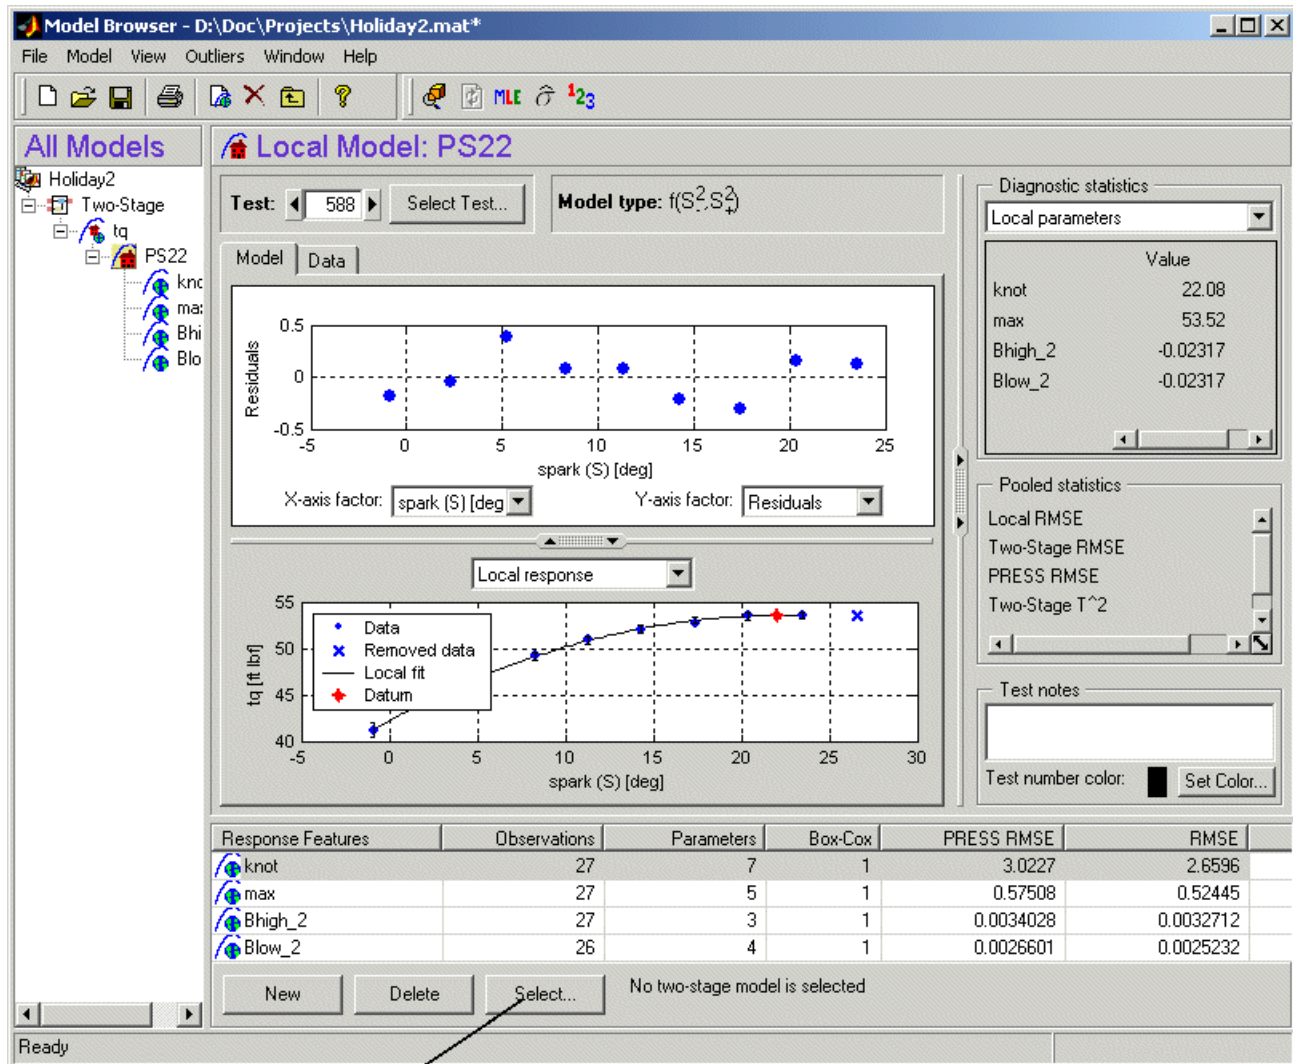 Model Browser - D:\Doc\Projects\Holiday2.mat*
File Model View Outliers Window Help
MLE σ̂ 123
All Models
Holiday2
Two-Stage
tq
PS22
kno
max
Bhi
Blo
Local Model: PS22
Test: 588 Select Test...
Model type: f(S²-,S²+)
Model Data
0.5
0
-0.5
Residuals
-5 0 5 10 15 20 25
spark (S) [deg]
X-axis factor: spark (S) [deg Y-axis factor: Residuals
Local response
55
50
45
40
tq [ft lbf]
Data
Removed data
Local fit
Datum
-5 0 5 10 15 20 25 30
spark (S) [deg]
Diagnostic statistics
Local parameters
Value
knot 22.08
max 53.52
Bhigh_2 -0.02317
Blow_2 -0.02317
Pooled statistics
Local RMSE
Two-Stage RMSE
PRESS RMSE
Two-Stage T^2
Test notes
Test number color: Set Color...
Response Features Observations Parameters Box-Cox PRESS RMSE RMSE
knot 27 7 1 3.0227 2.6596
max 27 5 1 0.57508 0.52445
Bhigh_2 27 3 1 0.0034028 0.0032712
Blow_2 26 4 1 0.0026601 0.0025232
New Delete Select... No two-stage model is selected
Ready